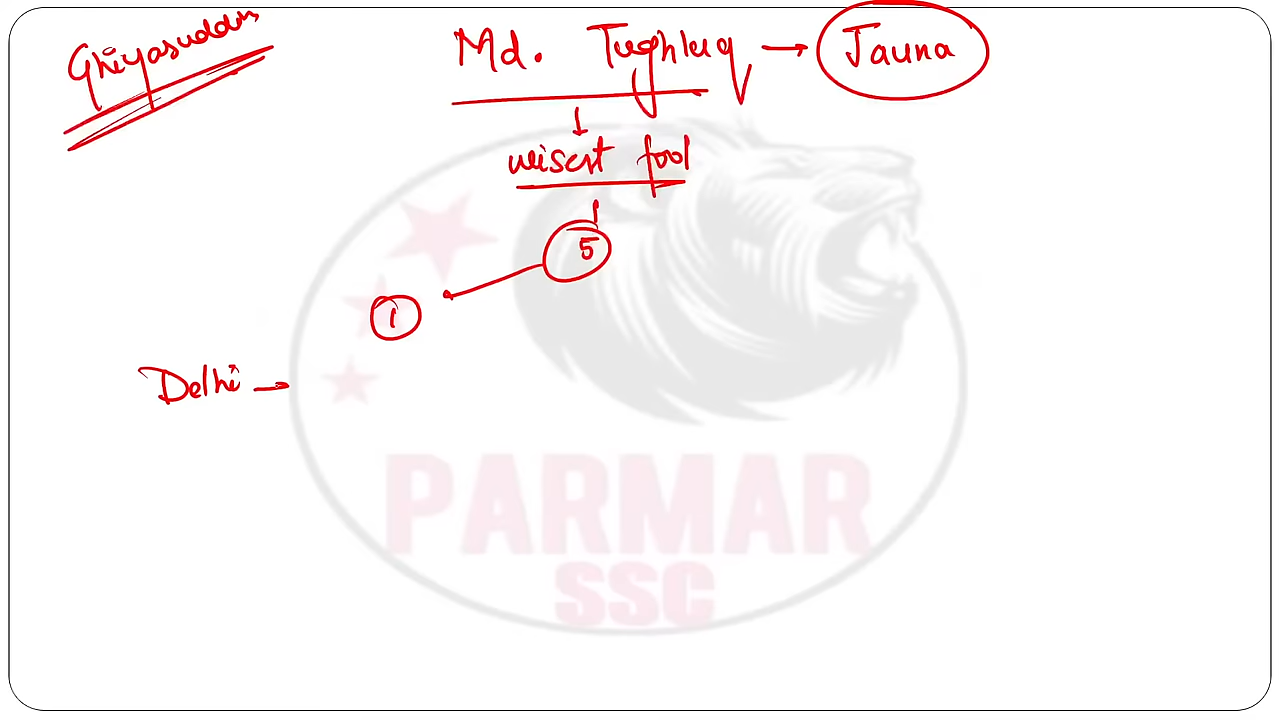 Ghiyasuddin
Md. Tughluq → Jauna
wisest fool
5
1
Delhi →
PARMAR
SSC